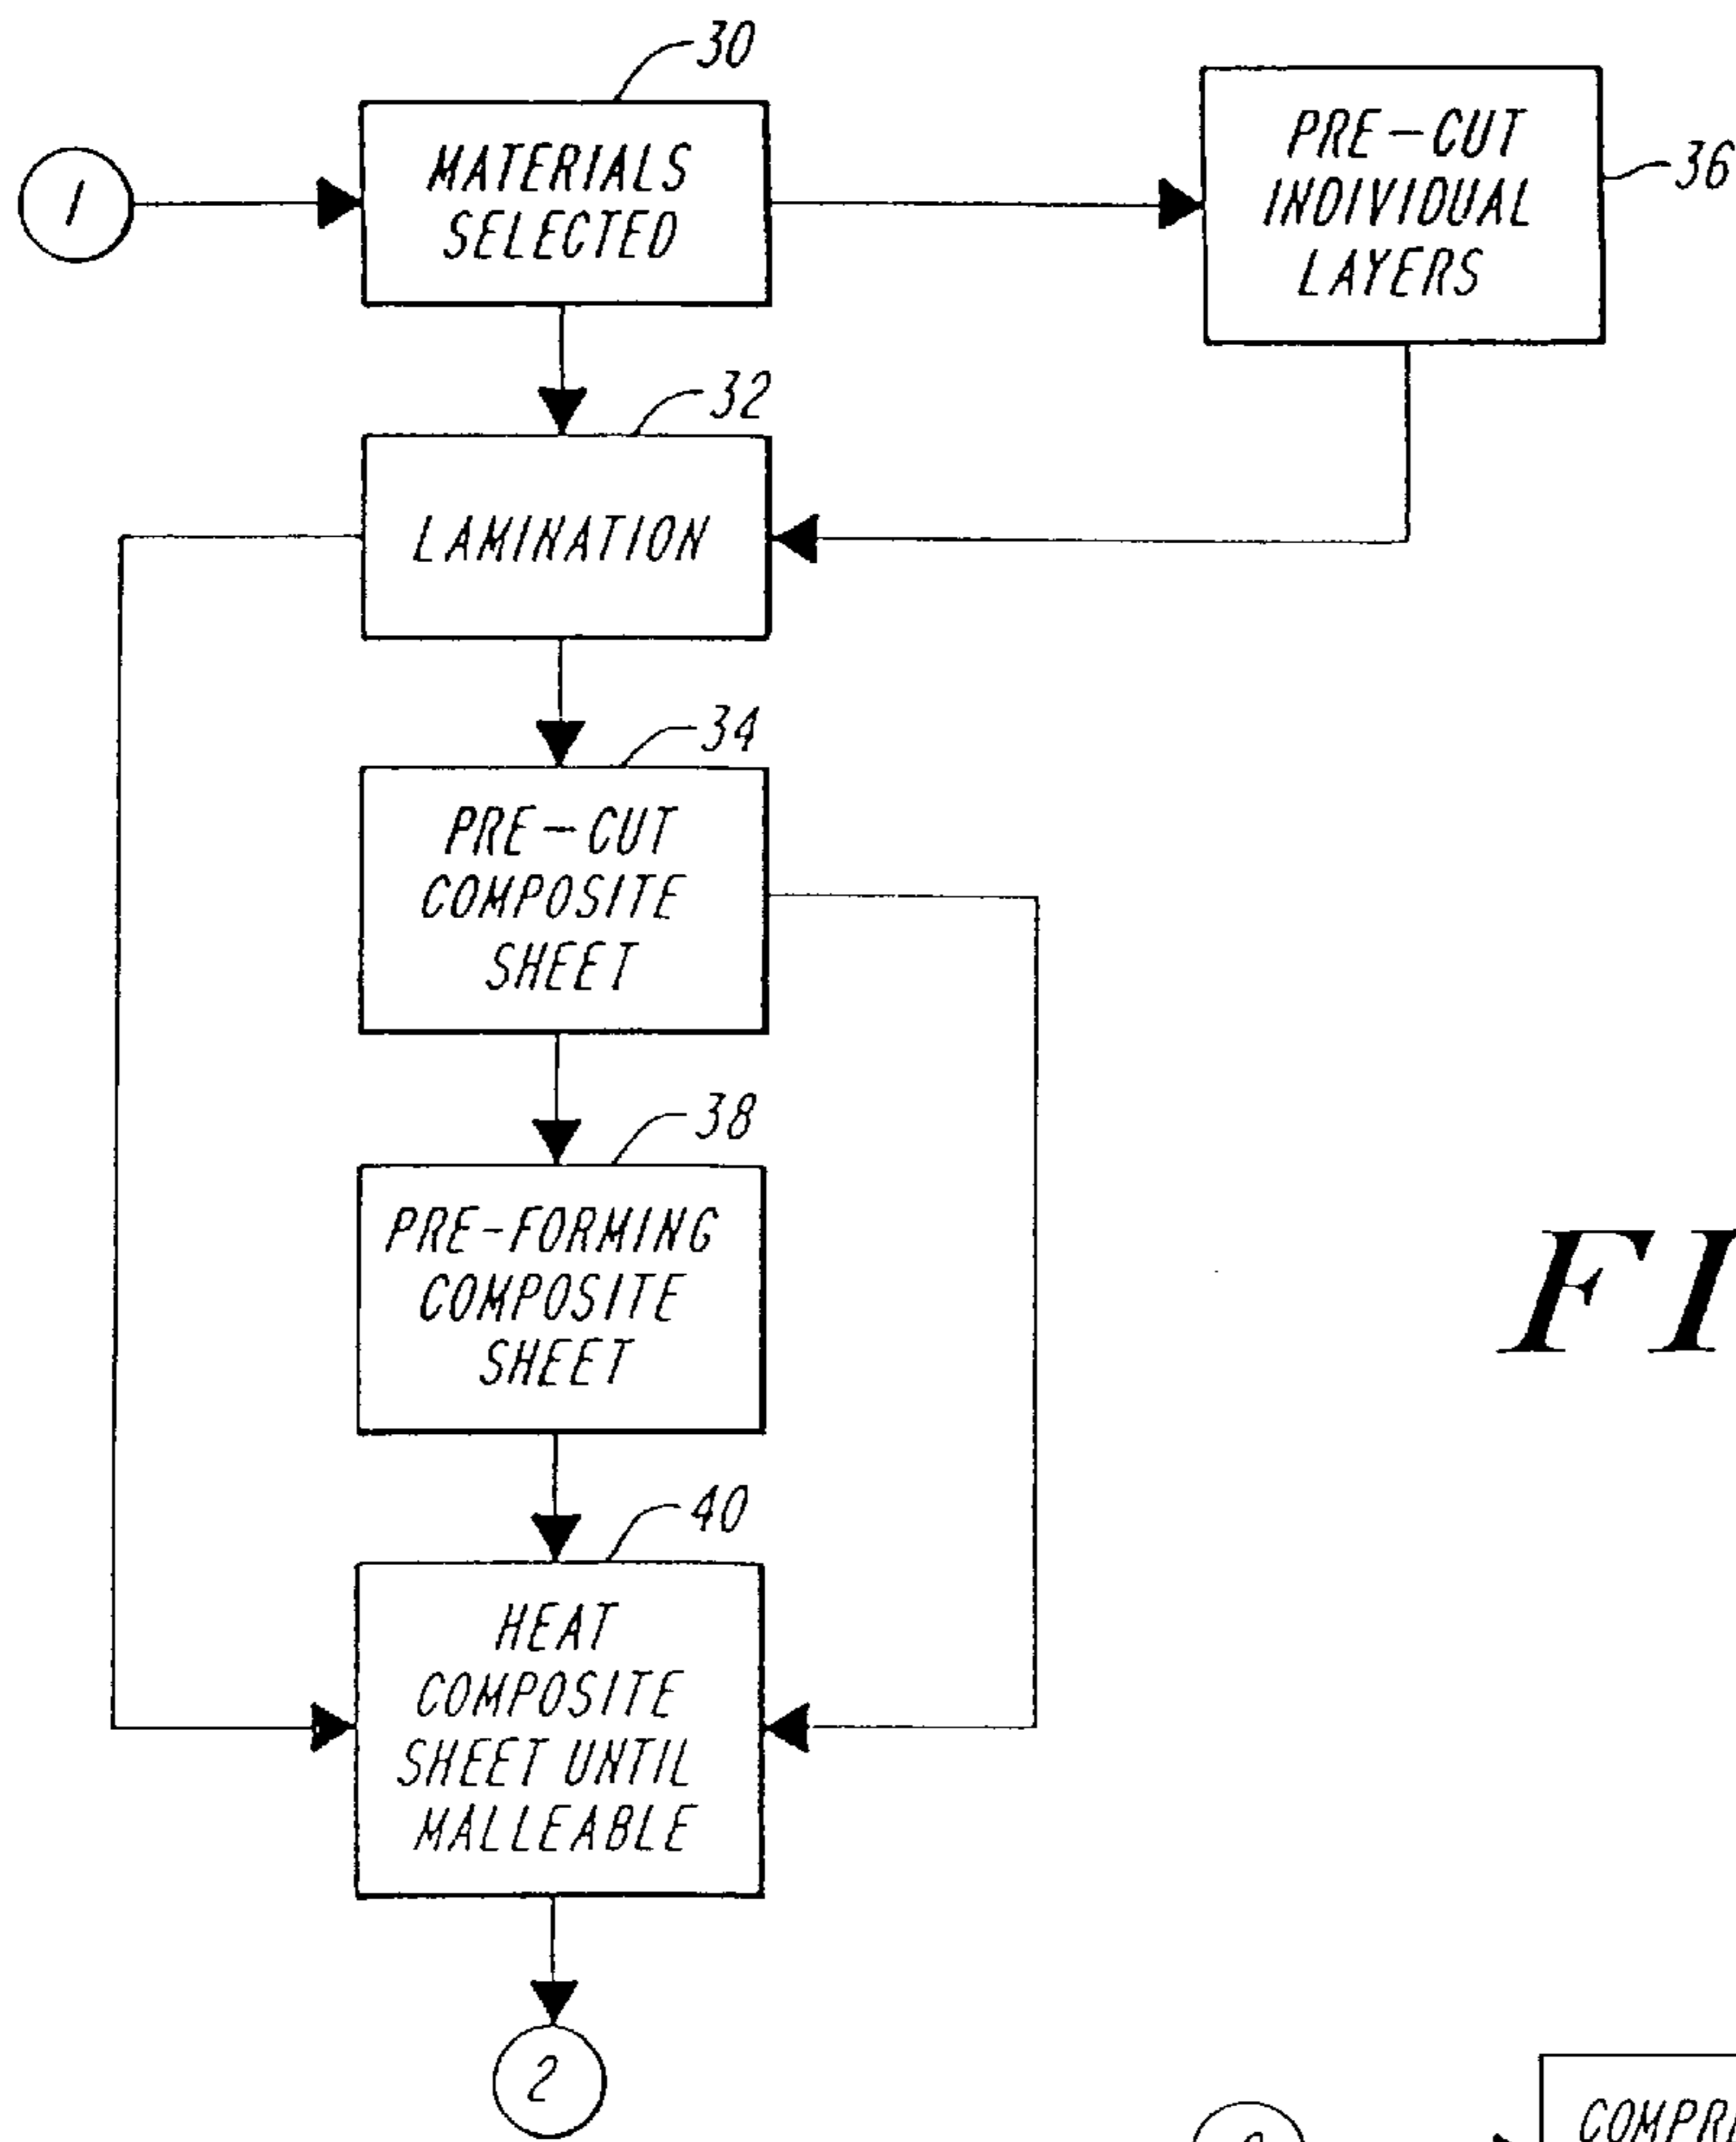 30
1
MATERIALS
SELECTED
PRE-CUT
INDIVIDUAL
LAYERS
36
32
LAMINATION
34
PRE-CUT
COMPOSITE
SHEET
38
PRE-FORMING
COMPOSITE
SHEET
FI
40
HEAT
COMPOSITE
SHEET UNTIL
MALLEABLE
2